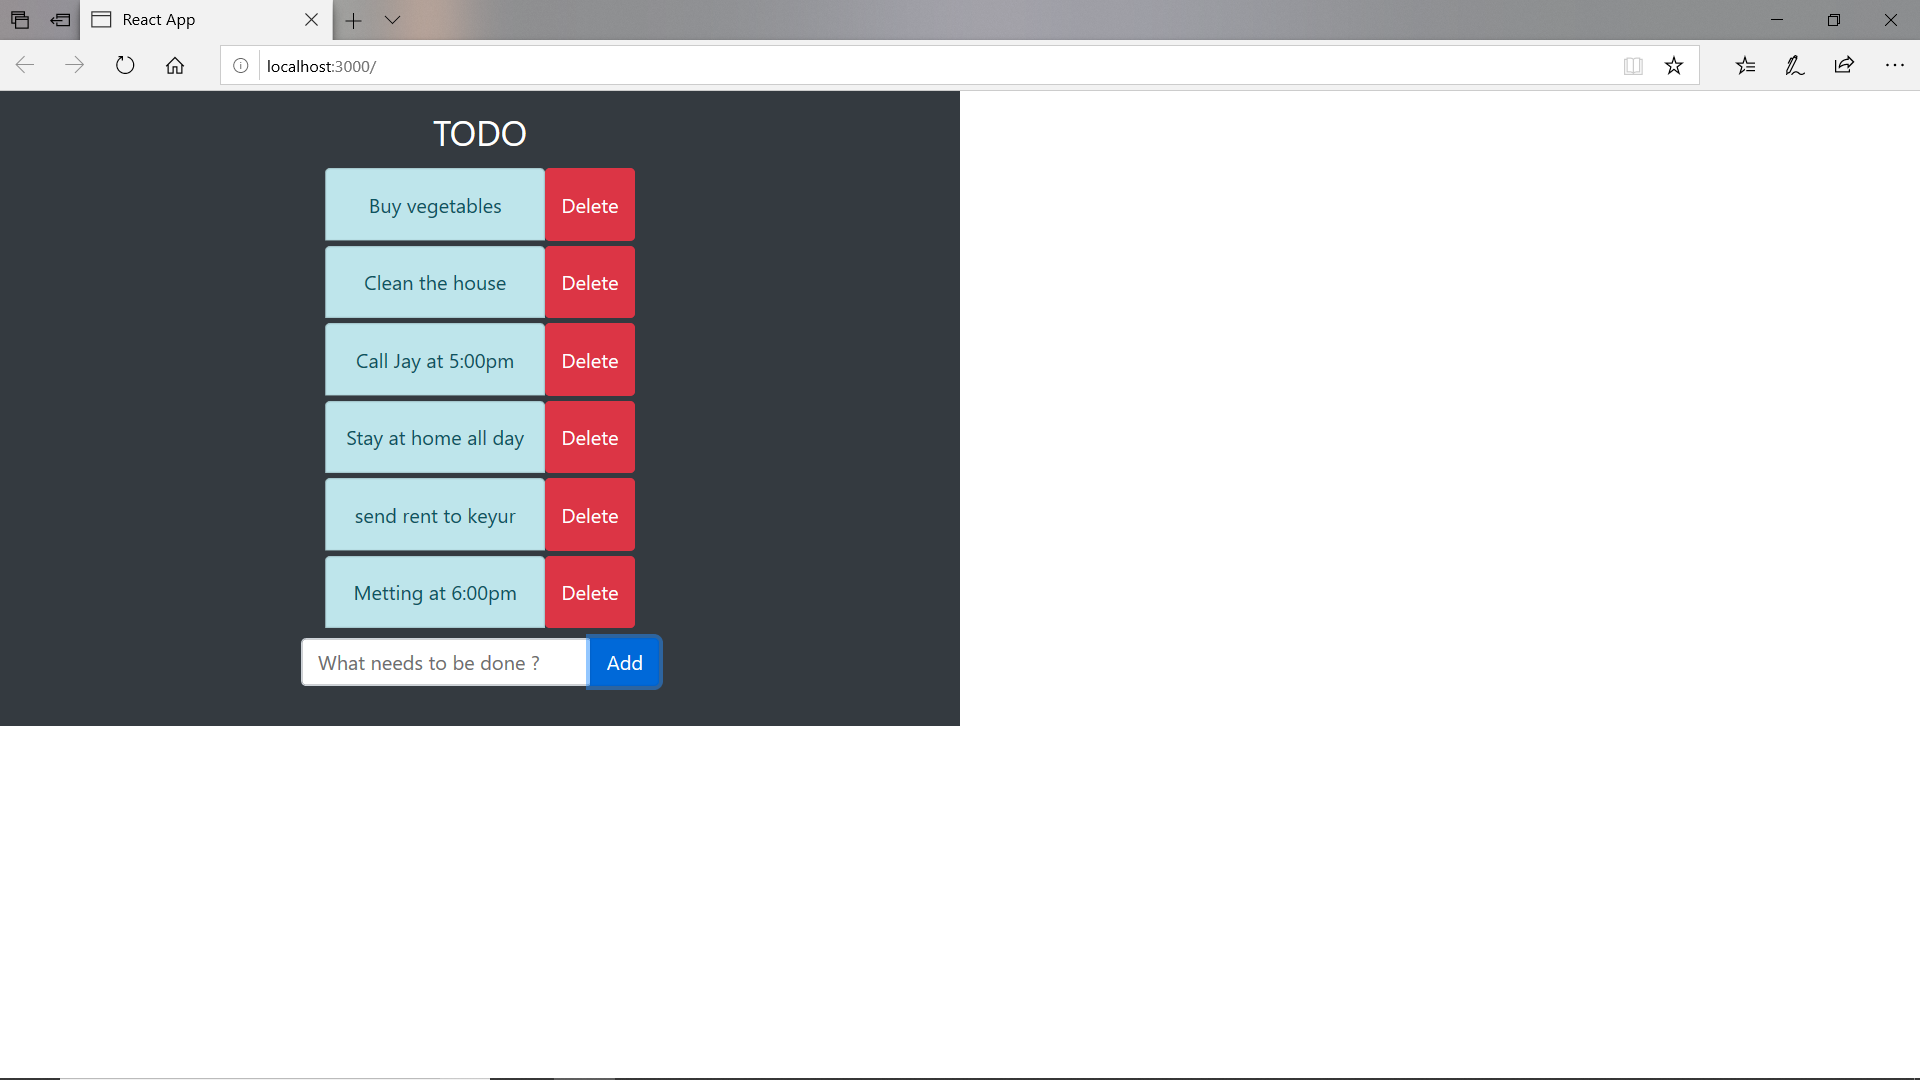 React App
localhost:3000/
TODO
Buy vegetables Delete
Clean the house Delete
Call Jay at 5:00pm Delete
Stay at home all day Delete
send rent to keyur Delete
Metting at 6:00pm Delete
What needs to be done ? Add